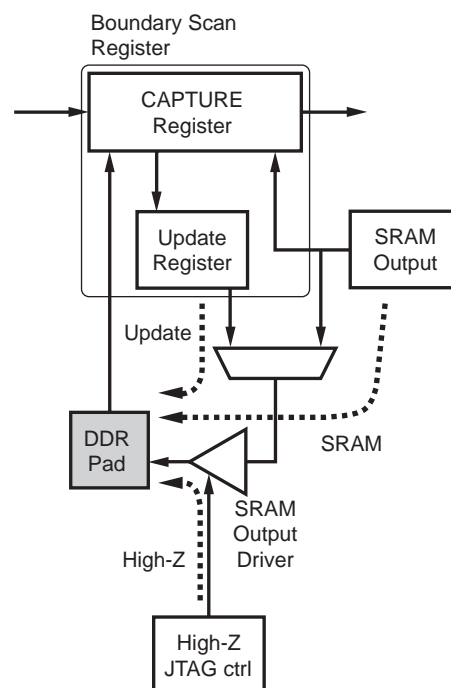 Boundary Scan
Register
CAPTURE
Register
Update
Register
SRAM
Output
Update
SRAM
DDR
Pad
SRAM
Output
Driver
High-Z
High-Z
JTAG ctrl